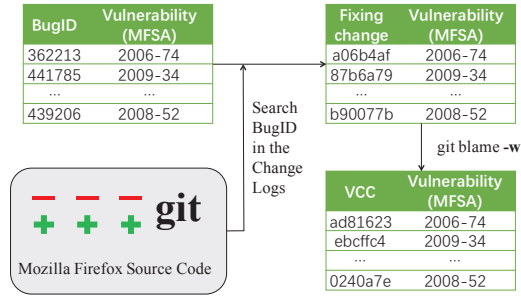 BugID Vulnerability
(MFSA)
362213 2006-74
441785 2009-34
... ...
439206 2008-52
Fixing Vulnerability
change (MFSA)
a06b4af 2006-74
87b6a79 2009-34
... ...
b90077b 2008-52
Search
BugID
in the
Change
Logs
git blame -w
git
Mozilla Firefox Source Code
VCC Vulnerability
(MFSA)
ad81623 2006-74
ebcffc4 2009-34
... ...
0240a7e 2008-52